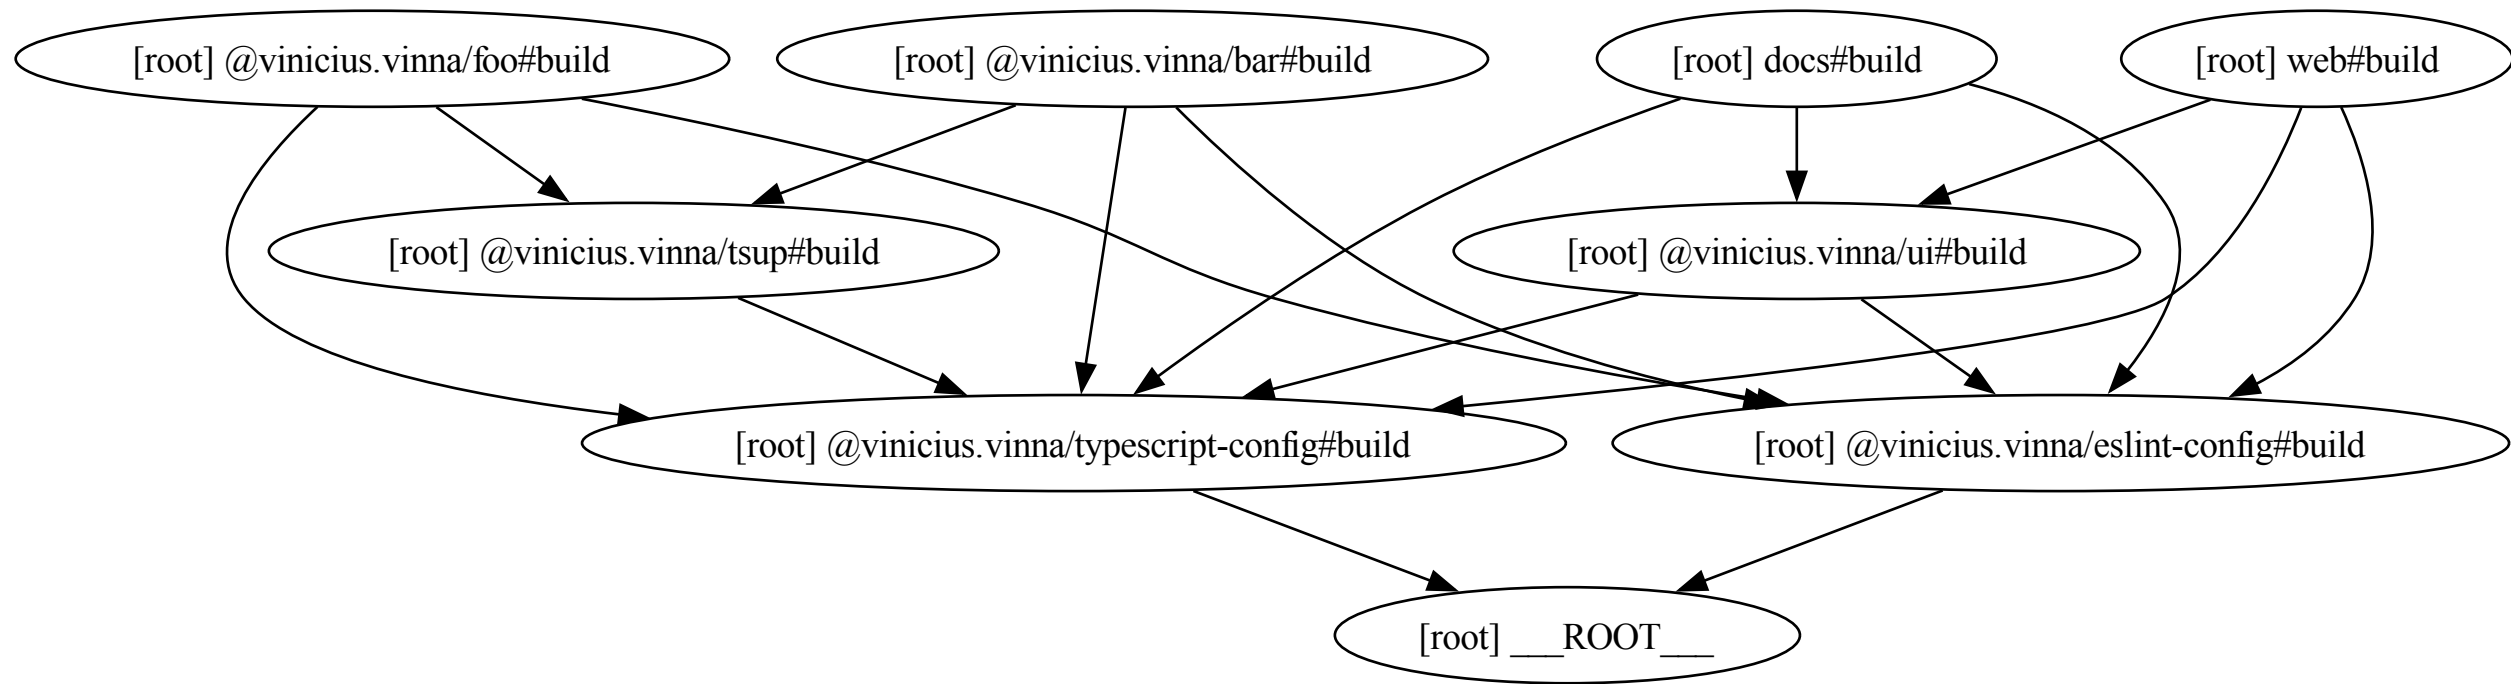 [root] @vinicius.vinna/foo#build
[root] @vinicius.vinna/bar#build
[root] docs#build
[root] web#build
[root] @vinicius.vinna/tsup#build
[root] @vinicius.vinna/ui#build
[root] @vinicius.vinna/typescript-config#build
[root] @vinicius.vinna/eslint-config#build
[root] ___ROOT___